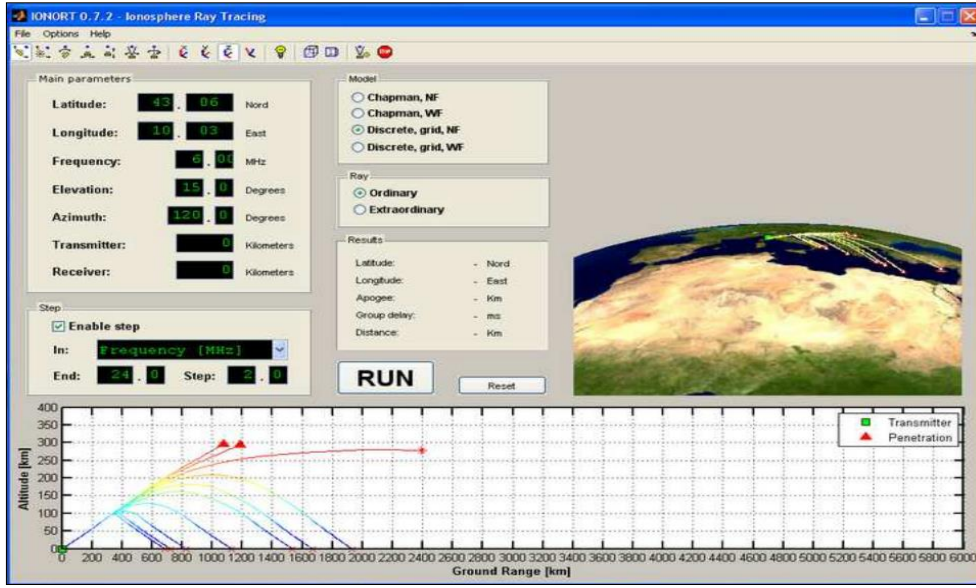 IONORT 0.7.2 - Ionosphere Ray Tracing
File Options Help
Main parameters
Latitude: 43 . 06 Nord
Longitude: 10 . 03 East
Frequency: 6 . 00 MHz
Elevation: 15 . 0 Degrees
Azimuth: 120 . 0 Degrees
Transmitter: 0 Kilometers
Receiver: 0 Kilometers
Step
Enable step
In: Frequency [MHz]
End: 24 . 0 Step: 2 . 0
Model
Chapman, NF
Chapman, WF
Discrete, grid, NF
Discrete, grid, WF
Ray
Ordinary
Extraordinary
Results
Latitude: - Nord
Longitude: - East
Apogee: - Km
Group delay: - ms
Distance: - Km
RUN
Reset
Transmitter
Penetration
Altitude [km]
400
350
300
250
200
150
100
50
0
0 200 400 600 800 1000 1200 1400 1600 1800 2000 2200 2400 2600 2800 3000 3200 3400 3600 3800 4000 4200 4400 4600 4800 5000 5200 5400 5600 5800 6000
Ground Range [km]